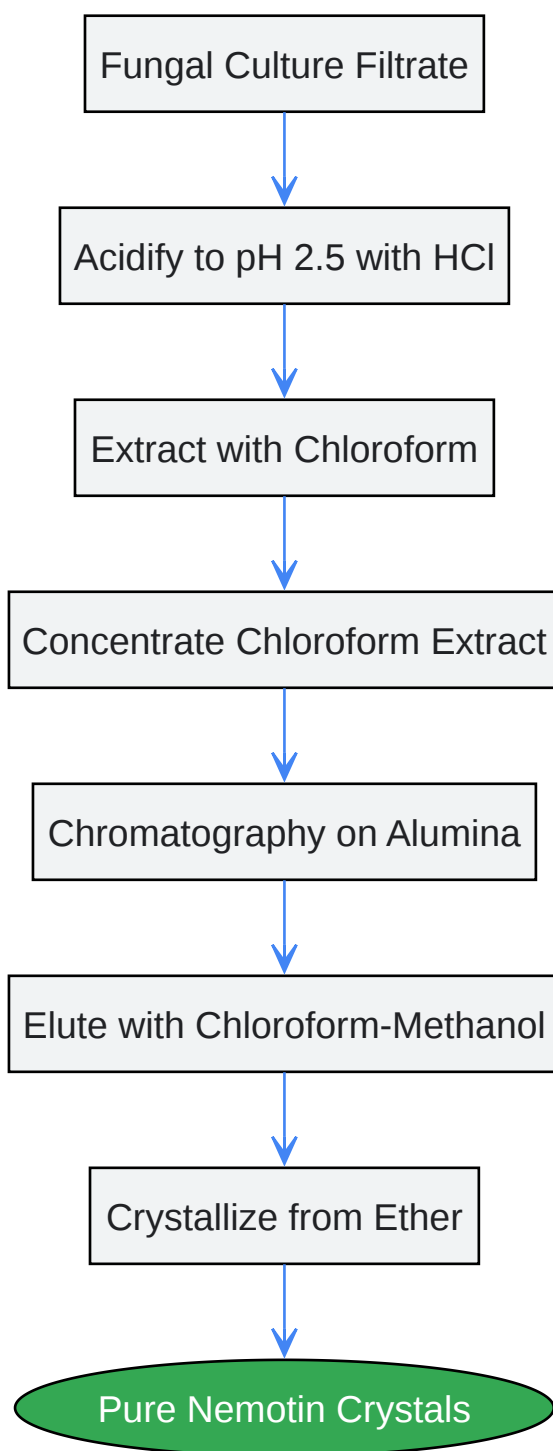 Fungal Culture Filtrate
Acidify to pH 2.5 with HCl
Extract with Chloroform
Concentrate Chloroform Extract
Chromatography on Alumina
Elute with Chloroform-Methanol
Crystallize from Ether
Pure Nemotin Crystals